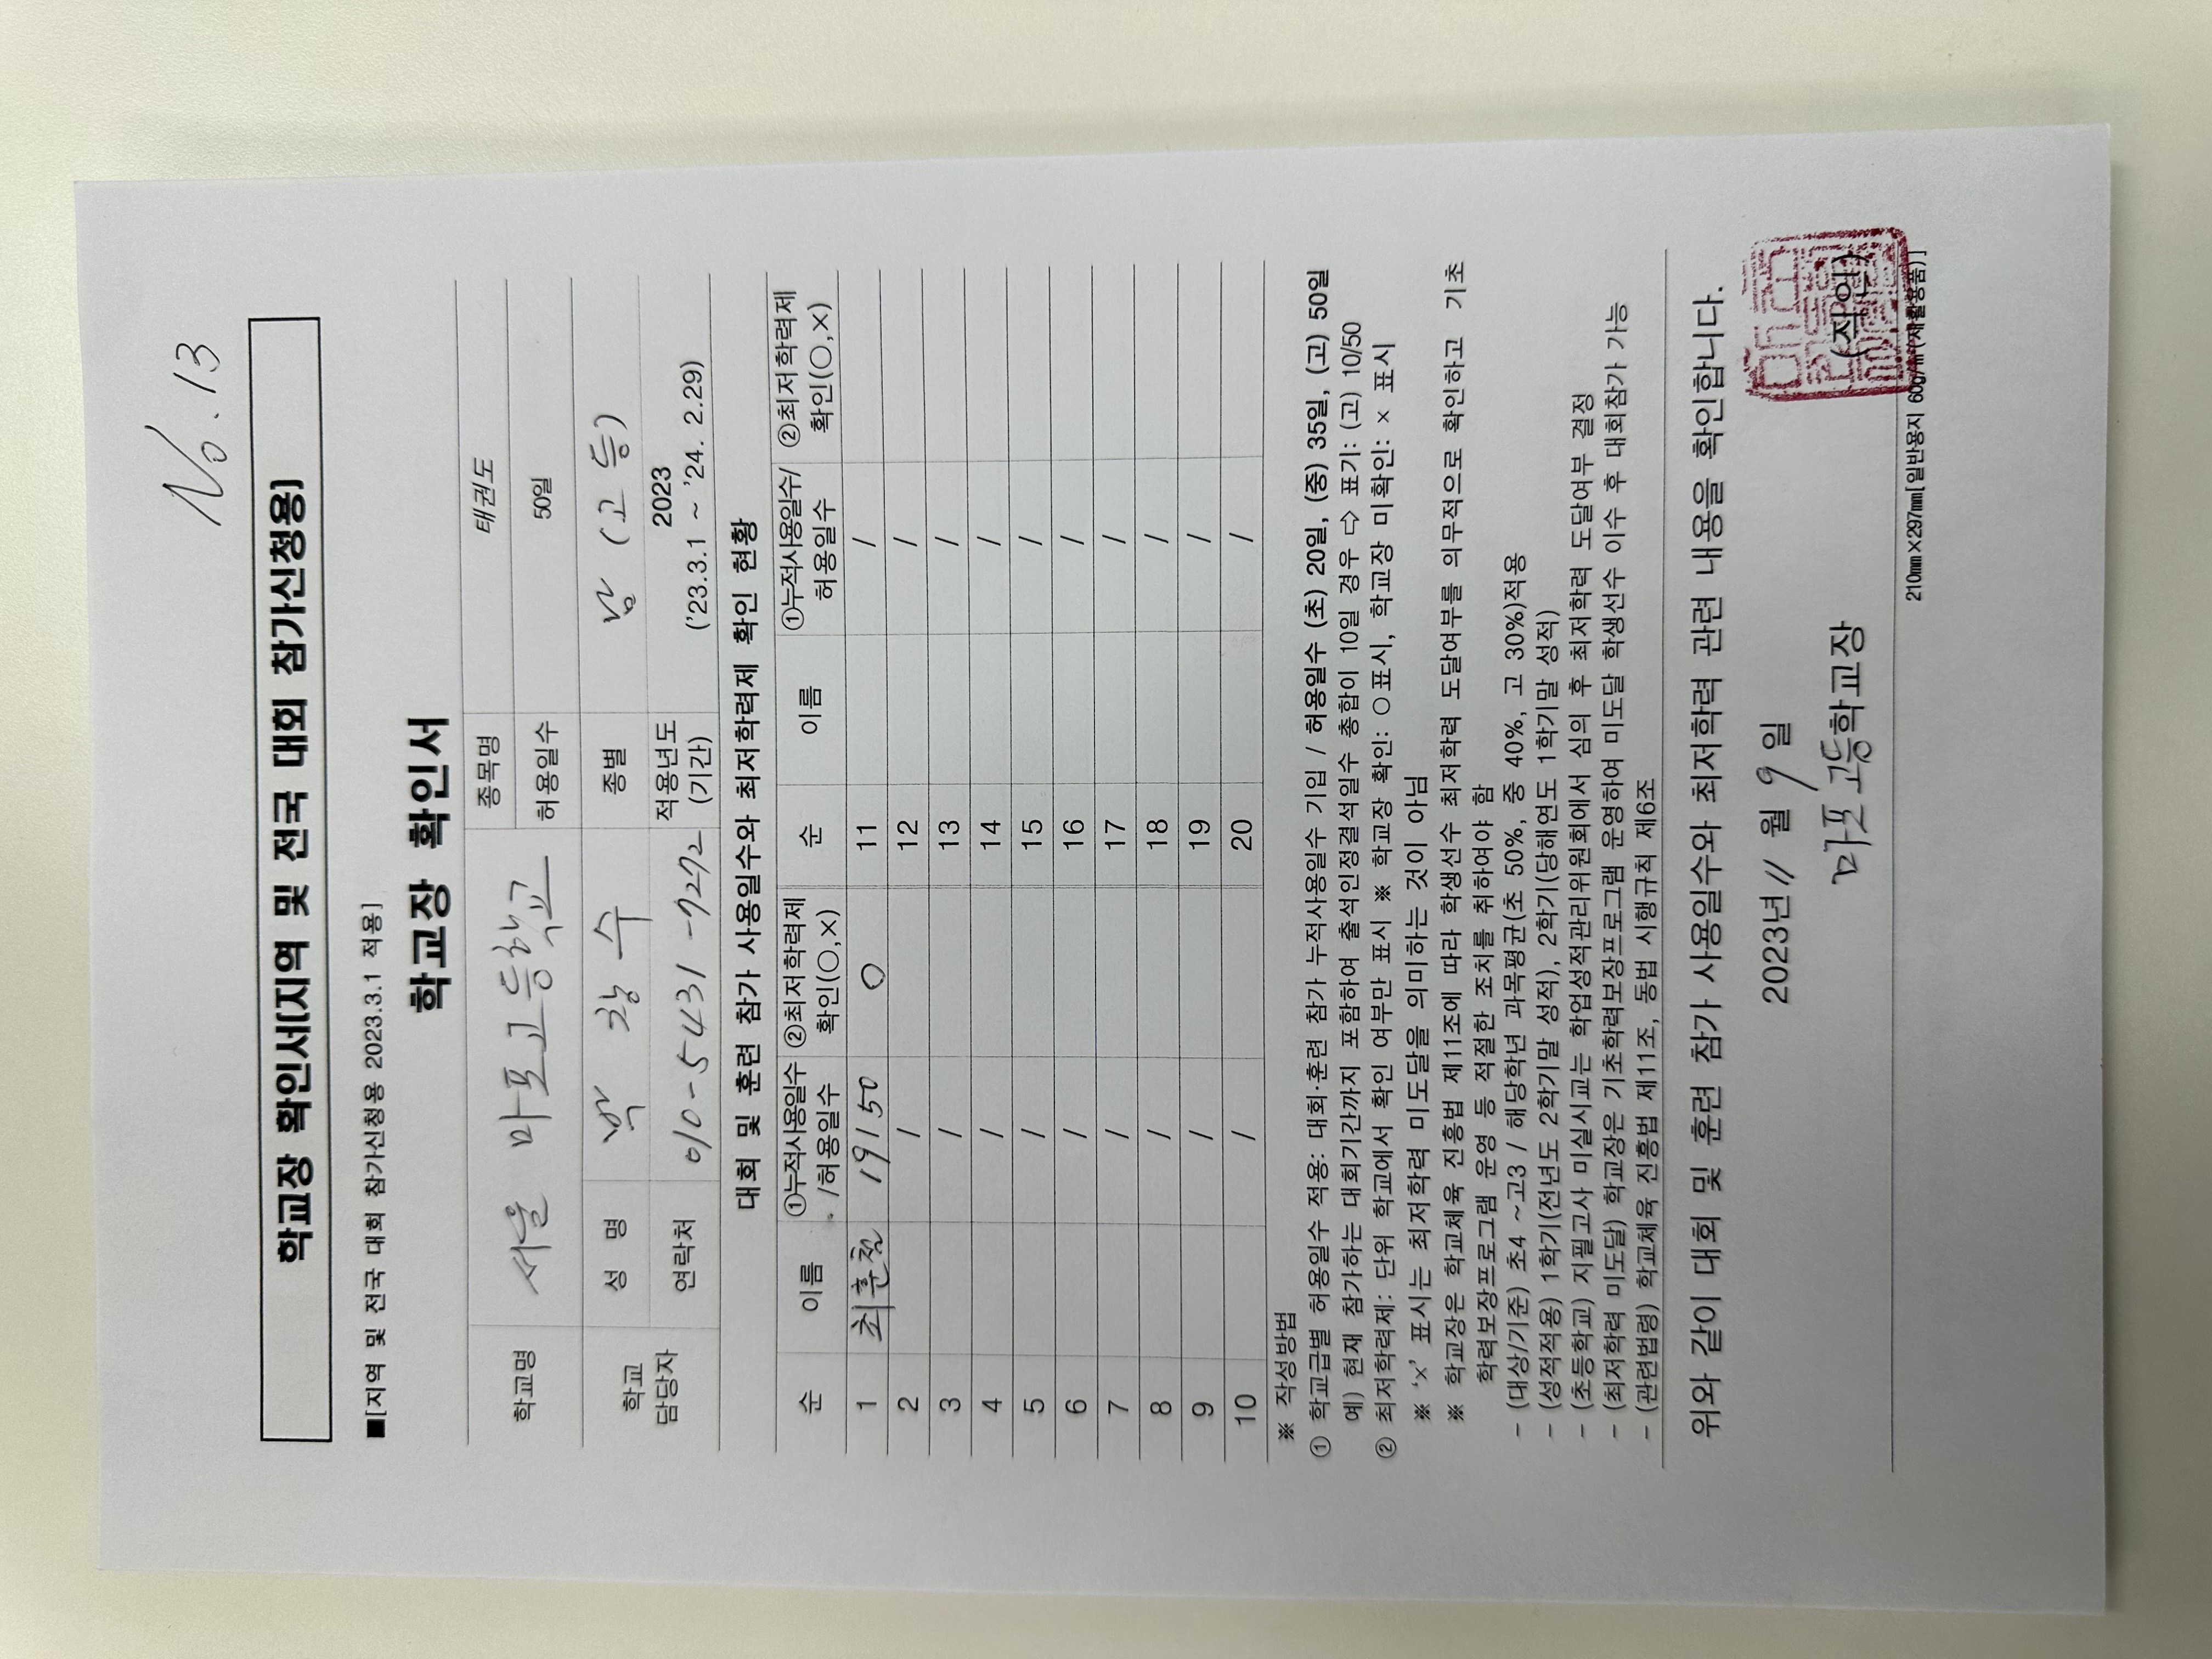 No. 13
학교장 확인서(지역 및 전국 대회 참가신청용)
■[지역 및 전국 대회 참가신청용 2023.3.1 적용]
학교장 확인서
학교명 서울 마포고등학교 종목명 태권도
허용일수 50일
학교 담당자 성 명 박 창 수 종별 남 (고 등)
연락처 010-5431-7272 적용년도 (기간) 2023 ('23.3.1 ~ '24. 2.29)
대회 및 훈련 참가 사용일수와 최저학력제 확인 현황
순 이름 ①누적사용일수/허용일수 ②최저학력제 확인(○,×) 순 이름 ①누적사용일수/허용일수 ②최저학력제 확인(○,×)
1 최훈철 19/50 ○ 11 /
2 / 12 /
3 / 13 /
4 / 14 /
5 / 15 /
6 / 16 /
7 / 17 /
8 / 18 /
9 / 19 /
10 / 20 /
※ 작성방법
① 학교급별 허용일수 적용: 대회·훈련 참가 누적사용일수 기입 / 허용일수 (초) 20일, (중) 35일, (고) 50일
예) 현재 참가하는 대회기간까지 포함하여 출석인정결석일수 총합이 10일 경우 ⇨ 표기: (고) 10/50
② 최저학력제: 단위 학교에서 확인 여부만 표시 ※ 학교장 확인: ○표시, 학교장 미확인: × 표시
※ '×' 표시는 최저학력 미도달을 의미하는 것이 아님
※ 학교장은 학교체육 진흥법 제11조에 따라 학생선수 최저학력 도달여부를 의무적으로 확인하고 기초
학력보장프로그램 운영 등 적절한 조치를 취하여야 함
- (대상/기준) 초4 ~고3 / 해당학년 과목평균(초 50%, 중 40%, 고 30%)적용
- (성적적용) 1학기(전년도 2학기말 성적), 2학기(당해연도 1학기말 성적)
- (초등학교) 지필고사 미실시교는 학업성적관리위원회에서 심의 후 최저학력 도달여부 결정
- (최저학력 미도달) 학교장은 기초학력보장프로그램 운영하여 미도달 학생선수 이수 후 대회참가 가능
- (관련법령) 학교체육 진흥법 제11조, 동법 시행규칙 제6조
위와 같이 대회 및 훈련 참가 사용일수와 최저학력 관련 내용을 확인합니다.
2023년 11 월 9 일
마포고등학교장 (직인)
210㎜×297㎜[일반용지 60g/㎡(재활용품)]